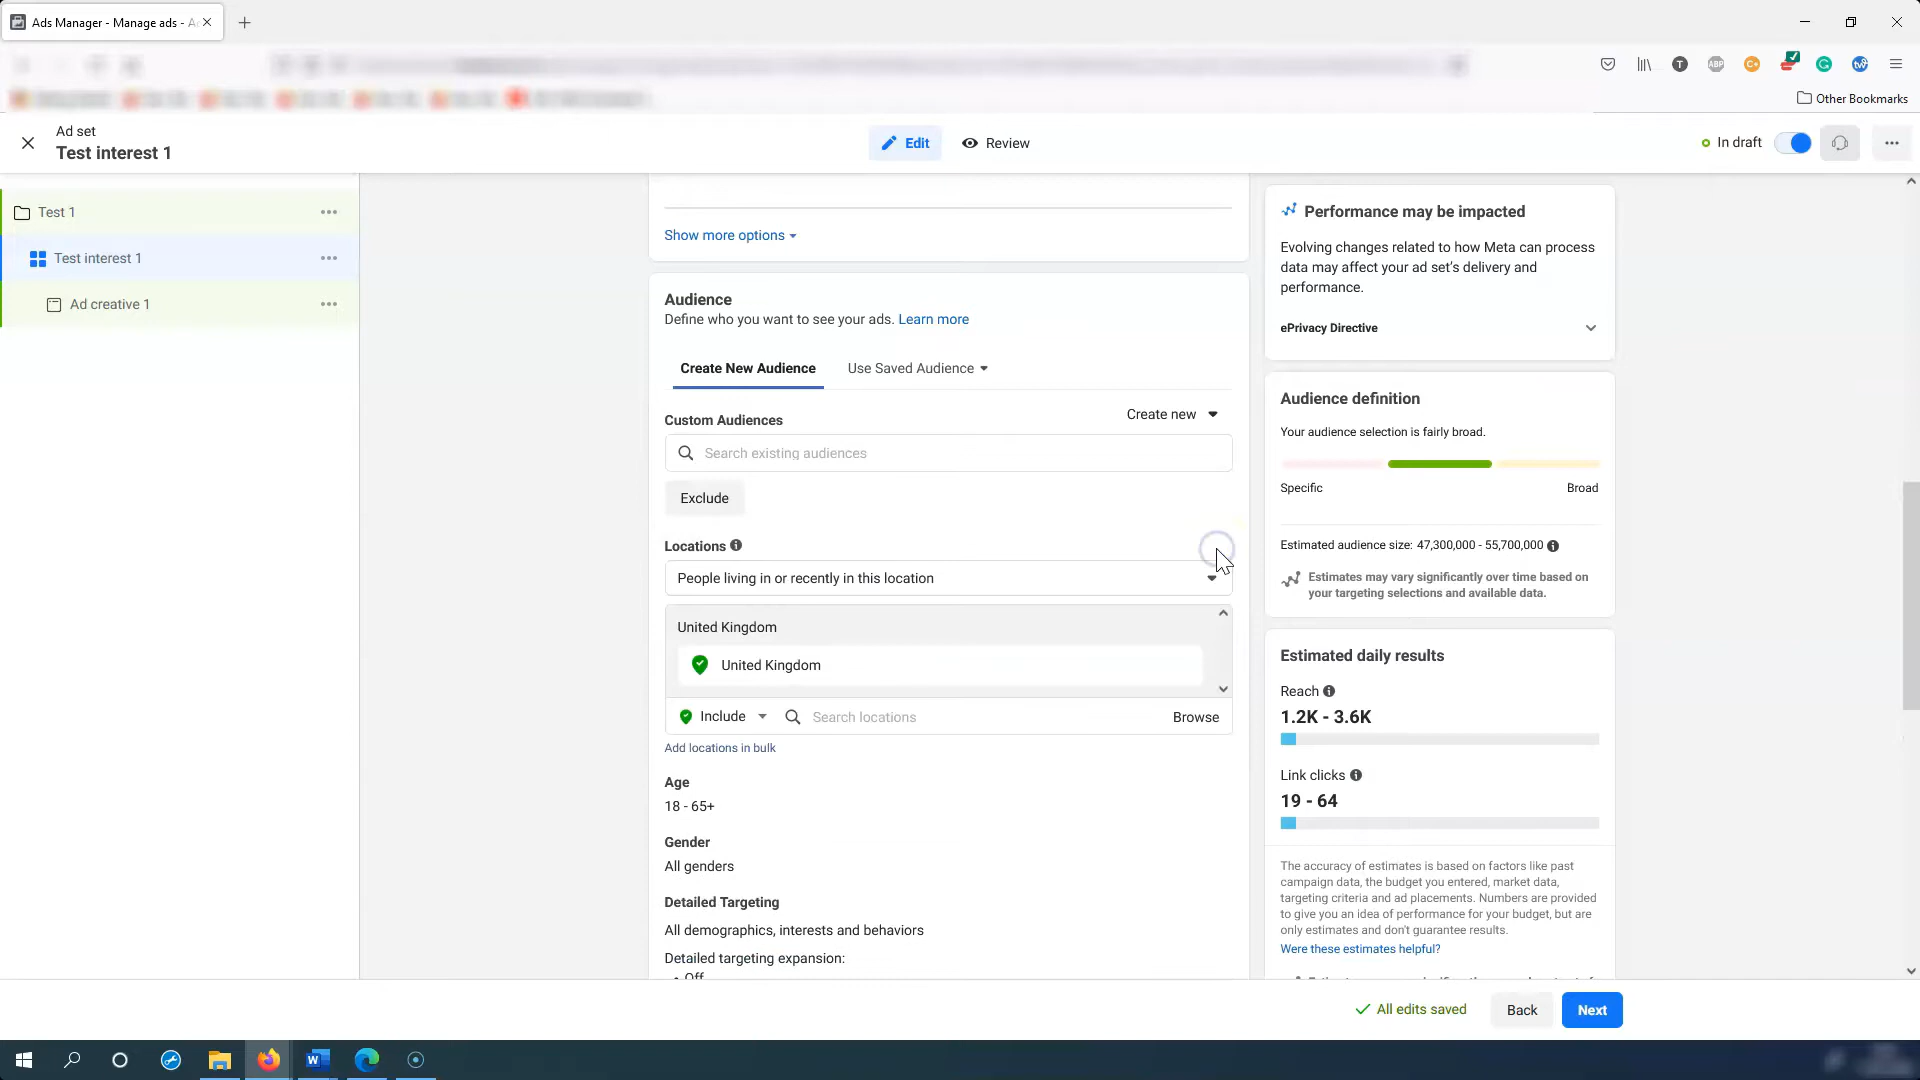 Ads Manager - Manage ads - A
Other Bookmarks
Ad set
Test interest 1
Edit
Review
In draft
Test 1
Test interest 1
Ad creative 1
Show more options
Audience
Define who you want to see your ads. Learn more
Create New Audience
Use Saved Audience
Custom Audiences
Create new
Search existing audiences
Exclude
Locations
People living in or recently in this location
United Kingdom
United Kingdom
Include
Search locations
Browse
Add locations in bulk
Age
18 - 65+
Gender
All genders
Detailed Targeting
All demographics, interests and behaviors
Detailed targeting expansion:
Off
Performance may be impacted
Evolving changes related to how Meta can process
data may affect your ad set's delivery and
performance.
ePrivacy Directive
Audience definition
Your audience selection is fairly broad.
Specific
Broad
Estimated audience size: 47,300,000 - 55,700,000
Estimates may vary significantly over time based on
your targeting selections and available data.
Estimated daily results
Reach
1.2K - 3.6K
Link clicks
19 - 64
The accuracy of estimates is based on factors like past
campaign data, the budget you entered, market data,
targeting criteria and ad placements. Numbers are provided
to give you an idea of performance for your budget, but are
only estimates and don't guarantee results.
Were these estimates helpful?
All edits saved
Back
Next